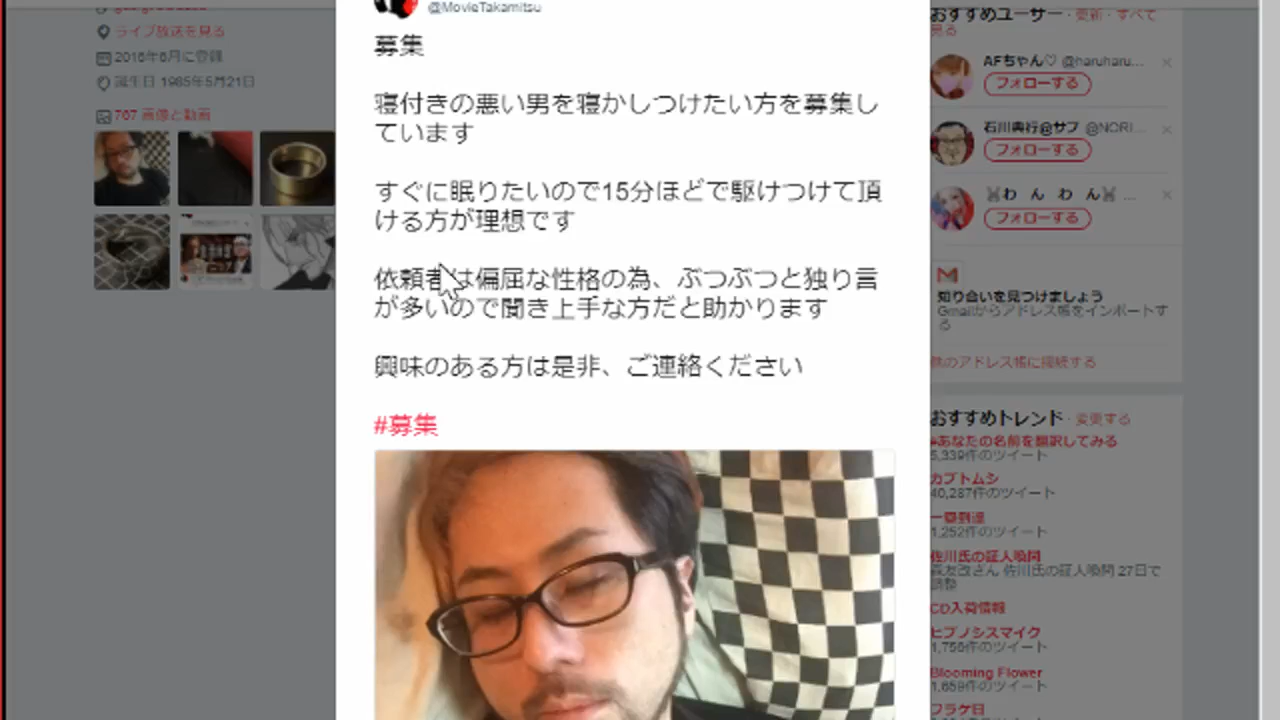 @MovieTakamitsu
募集
寝付きの悪い男を寝かしつけたい方を募集し
ています
すぐに眠りたいので15分ほどで駆けつけて頂
ける方が理想です
依頼者は偏屈な性格の為、ぶつぶつと独り言
が多いので聞き上手な方だと助かります
興味のある方は是非、ご連絡ください
#募集
ライブ放送を見る
2016年6月に登録
誕生日 1985年5月21日
767 画像と動画
おすすめユーザー · 更新 · すべて
見る
AFちゃん♡ @haruharu...
フォローする
石川典行@サブ @NORI...
フォローする
わ ん わ ん ...
フォローする
知り合いを見つけましょう
Gmailからアドレス帳をインポートす
る
他のアドレス帳に接続する
おすすめトレンド · 変更する
#あなたの名前を翻訳してみる
5,339件のツイート
カブトムシ
40,287件のツイート
一塁到達
1,252件のツイート
佐川氏の証人喚問
森友改ざん 佐川氏の証人喚問 27日で
調整
CD入荷情報
ヒプノシスマイク
1,756件のツイート
Blooming Flower
1,659件のツイート
フラゲ日